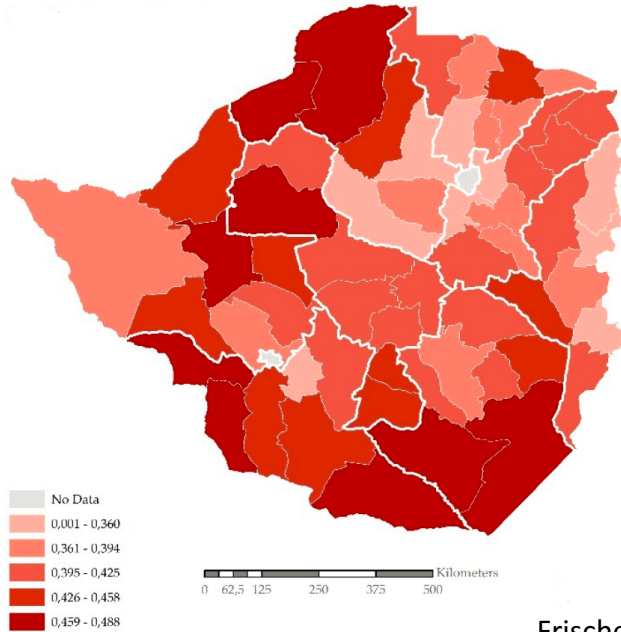 No Data
0,001 - 0,360
0,361 - 0,394
0,395 - 0,425
0,426 - 0,458
0,459 - 0,488
Kilometers
0 62,5 125 250 375 500
Frische